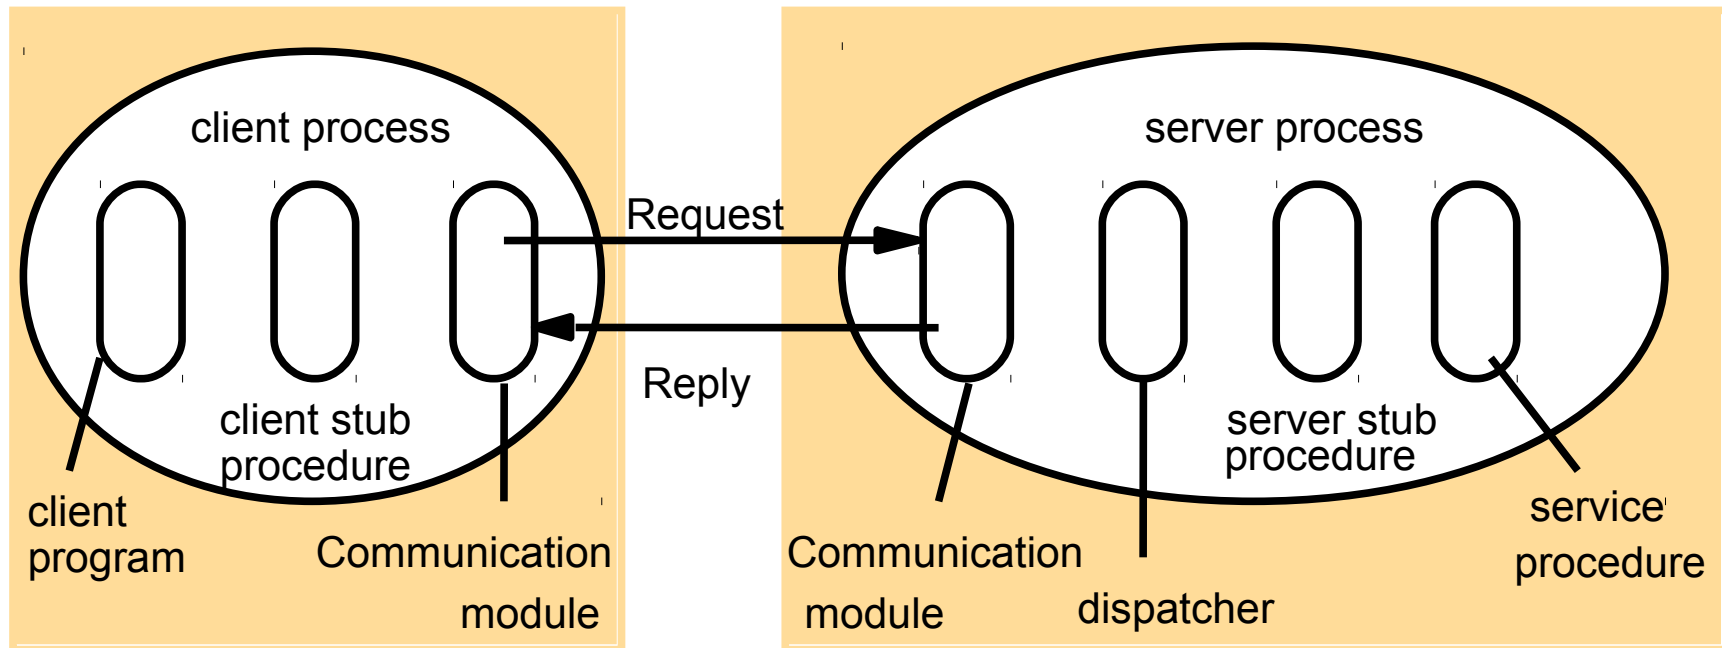 client process
server process
Request
Reply
client stub
procedure
server stub
procedure
client
program
Communication
module
Communication
module
dispatcher
service
procedure